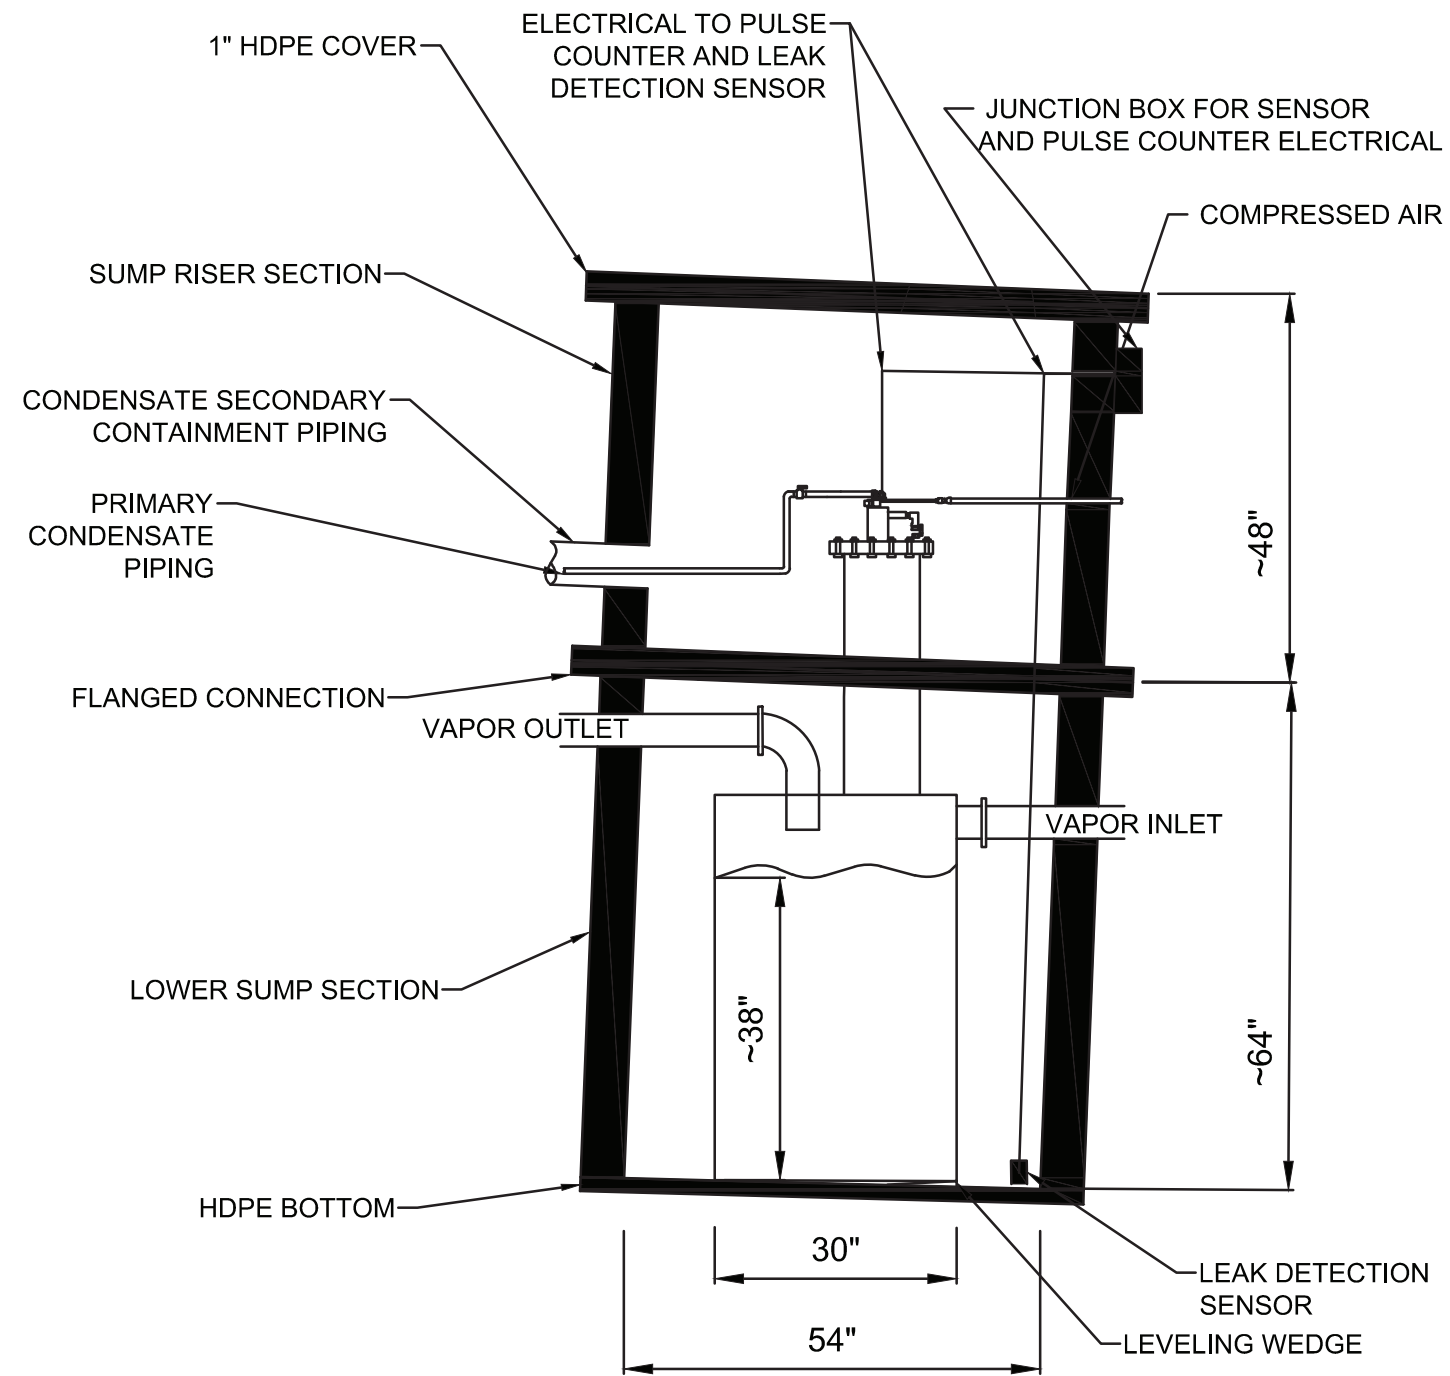 ELECTRICAL TO PULSE
COUNTER AND LEAK
DETECTION SENSOR
1" HDPE COVER
JUNCTION BOX FOR SENSOR
AND PULSE COUNTER ELECTRICAL
COMPRESSED AIR
SUMP RISER SECTION
CONDENSATE SECONDARY
CONTAINMENT PIPING
PRIMARY
CONDENSATE
PIPING
~48"
FLANGED CONNECTION
VAPOR OUTLET
VAPOR INLET
LOWER SUMP SECTION
~38"
~64"
HDPE BOTTOM
30"
LEAK DETECTION
SENSOR
54"
LEVELING WEDGE